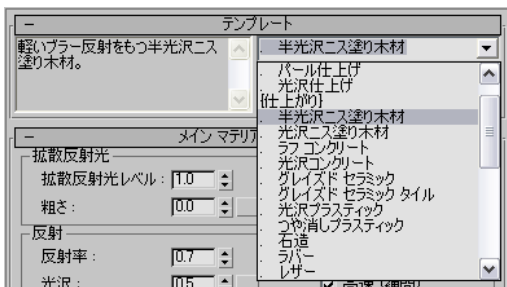 テンプレート
軽いブラー反射をもつ半光沢ニス
塗り木材。
. 半光沢ニス塗り木材
. パール仕上げ
. 光沢仕上げ
{仕上がり}
. 半光沢ニス塗り木材
. 光沢ニス塗り木材
. ラフ コンクリート
. 光沢コンクリート
. グレイズド セラミック
. グレイズド セラミック タイル
. 光沢プラスティック
. つや消しプラスティック
. 石造
. ラバー
. レザー
メイン マテリア
拡散反射光
拡散反射光レベル : 1.0
粗さ : 0.0
反射
反射率 : 0.7
光沢 : 0.5
高速 (補間)